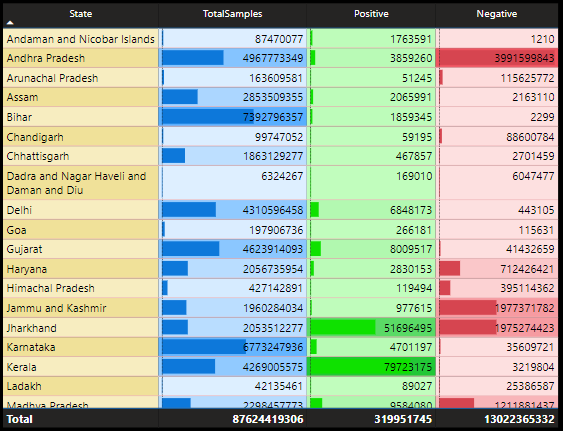 State TotalSamples Positive Negative
Andaman and Nicobar Islands 87470077 1763591 1210
Andhra Pradesh 4967773349 3859260 3991599843
Arunachal Pradesh 163609581 51245 115625772
Assam 2853509355 2065991 2163110
Bihar 7392796357 1859345 2299
Chandigarh 99747052 59195 88600784
Chhattisgarh 1863129277 467857 2701459
Dadra and Nagar Haveli and 6324267 169010 6047477
Daman and Diu
Delhi 4310596458 6848173 443105
Goa 197906736 266181 115631
Gujarat 4623914093 8009517 41432659
Haryana 2056735954 2830153 712426421
Himachal Pradesh 427142891 119494 395114362
Jammu and Kashmir 1960284034 977615 1977371782
Jharkhand 2053512277 51696495 1975274423
Karnataka 6773247936 4701197 35609721
Kerala 4269005575 79723175 3219804
Ladakh 42135461 89027 25386587
Madhya Pradesh 2298457773 9584080 1211881437
Total 87624419306 319951745 13022365332